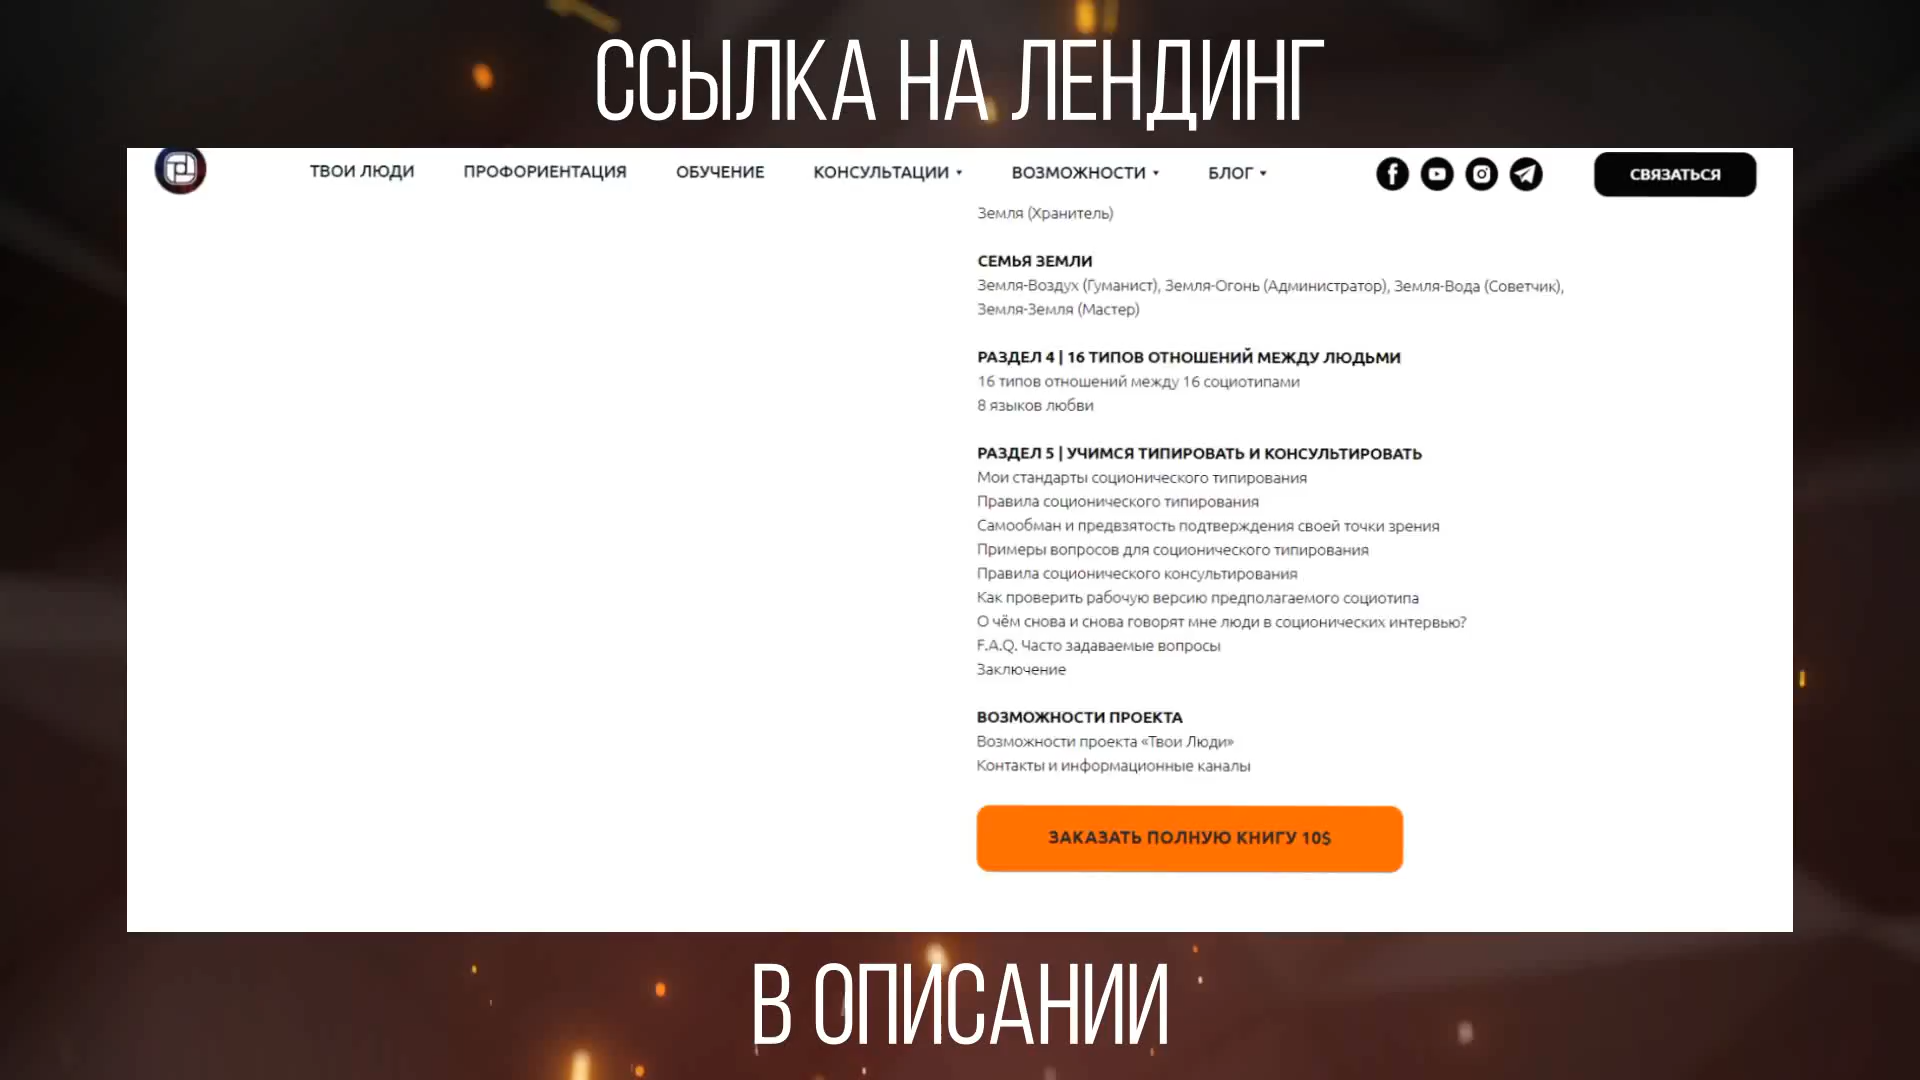 ССЫЛКА НА ЛЕНДИНГ
ТВОИ ЛЮДИ ПРОФОРИЕНТАЦИЯ ОБУЧЕНИЕ КОНСУЛЬТАЦИИ ВОЗМОЖНОСТИ БЛОГ СВЯЗАТЬСЯ
Земля (Хранитель)
СЕМЬЯ ЗЕМЛИ
Земля-Воздух (Гуманист), Земля-Огонь (Администратор), Земля-Вода (Советчик),
Земля-Земля (Мастер)
РАЗДЕЛ 4 | 16 ТИПОВ ОТНОШЕНИЙ МЕЖДУ ЛЮДЬМИ
16 типов отношений между 16 социотипами
8 языков любви
РАЗДЕЛ 5 | УЧИМСЯ ТИПИРОВАТЬ И КОНСУЛЬТИРОВАТЬ
Мои стандарты соционического типирования
Правила соционического типирования
Самообман и предвзятость подтверждения своей точки зрения
Примеры вопросов для соционического типирования
Правила соционического консультирования
Как проверить рабочую версию предполагаемого социотипа
О чём снова и снова говорят мне люди в соционических интервью?
F.A.Q. Часто задаваемые вопросы
Заключение
ВОЗМОЖНОСТИ ПРОЕКТА
Возможности проекта «Твои Люди»
Контакты и информационные каналы
ЗАКАЗАТЬ ПОЛНУЮ КНИГУ 10$
В ОПИСАНИИ